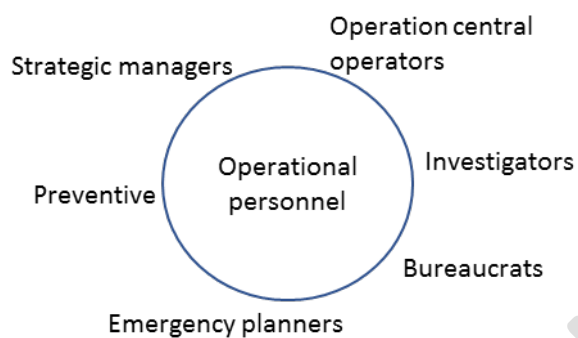 Operation central
operators
Strategic managers
Operational
personnel
Investigators
Preventive
Bureaucrats
Emergency planners